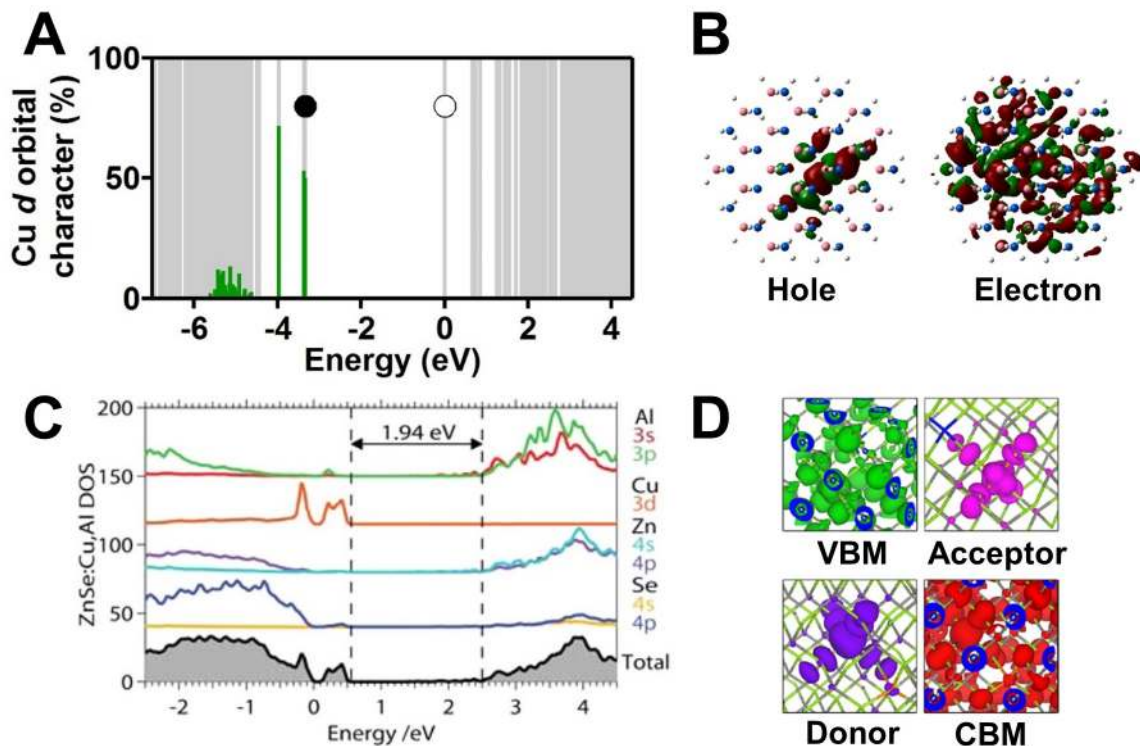 A
Cu d orbital
character (%)
100
50
0
-6
-4
-2
0
2
4
Energy (eV)
B
Hole
Electron
C
ZnSe:Cu,Al DOS
200
150
100
50
0
1.94 eV
Al
3s
3p
Cu
3d
Zn
4s
4p
Se
4s
4p
Total
-2
-1
0
1
2
3
4
Energy /eV
D
VBM
Acceptor
Donor
CBM